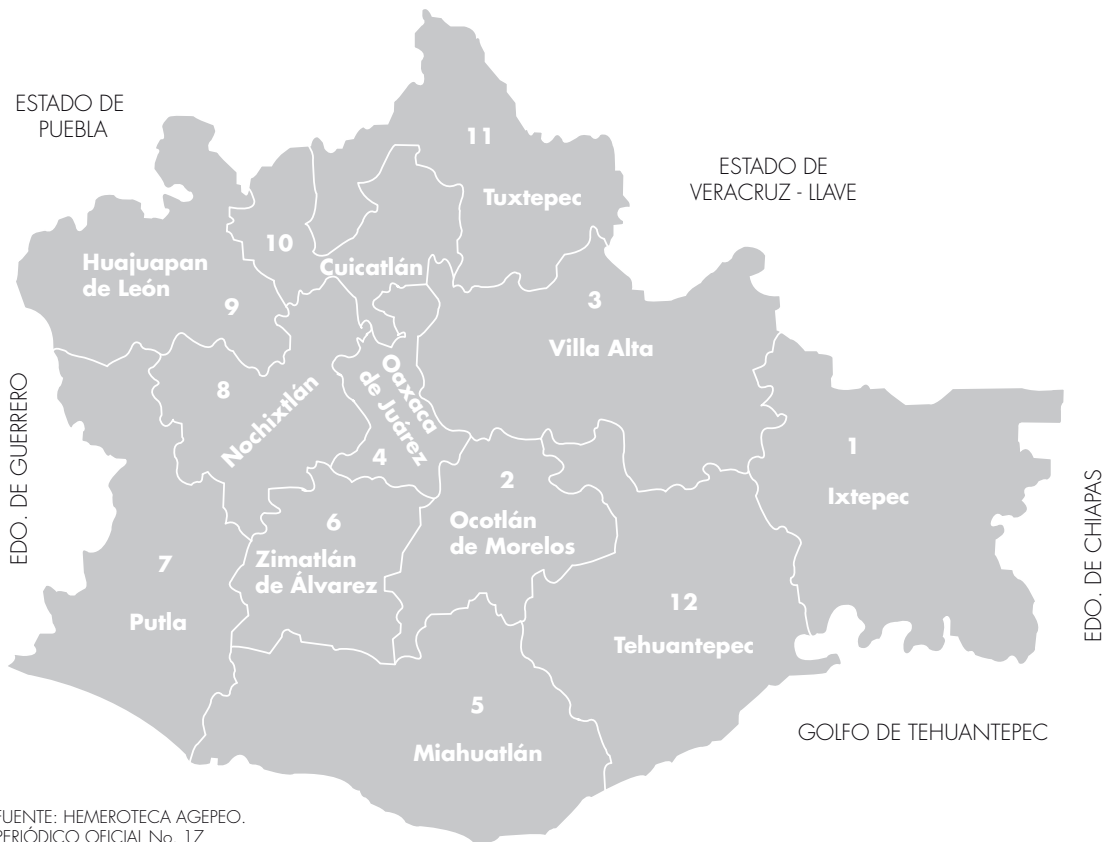 ESTADO DE
PUEBLA
11
Tuxtepec
ESTADO DE
VERACRUZ - LLAVE
10
Cuicatlán
Huajuapan
de León
9
3
Villa Alta
EDO. DE GUERRERO
8
Nochixtlán
Oaxaca
de Juárez
4
1
Ixtepec
EDO. DE CHIAPAS
2
Ocotlán
de Morelos
6
Zimatlán
de Álvarez
7
Putla
12
Tehuantepec
5
Miahuatlán
GOLFO DE TEHUANTEPEC
FUENTE: HEMEROTECA AGEPEO.
PERIÓDICO OFICIAL No. 17